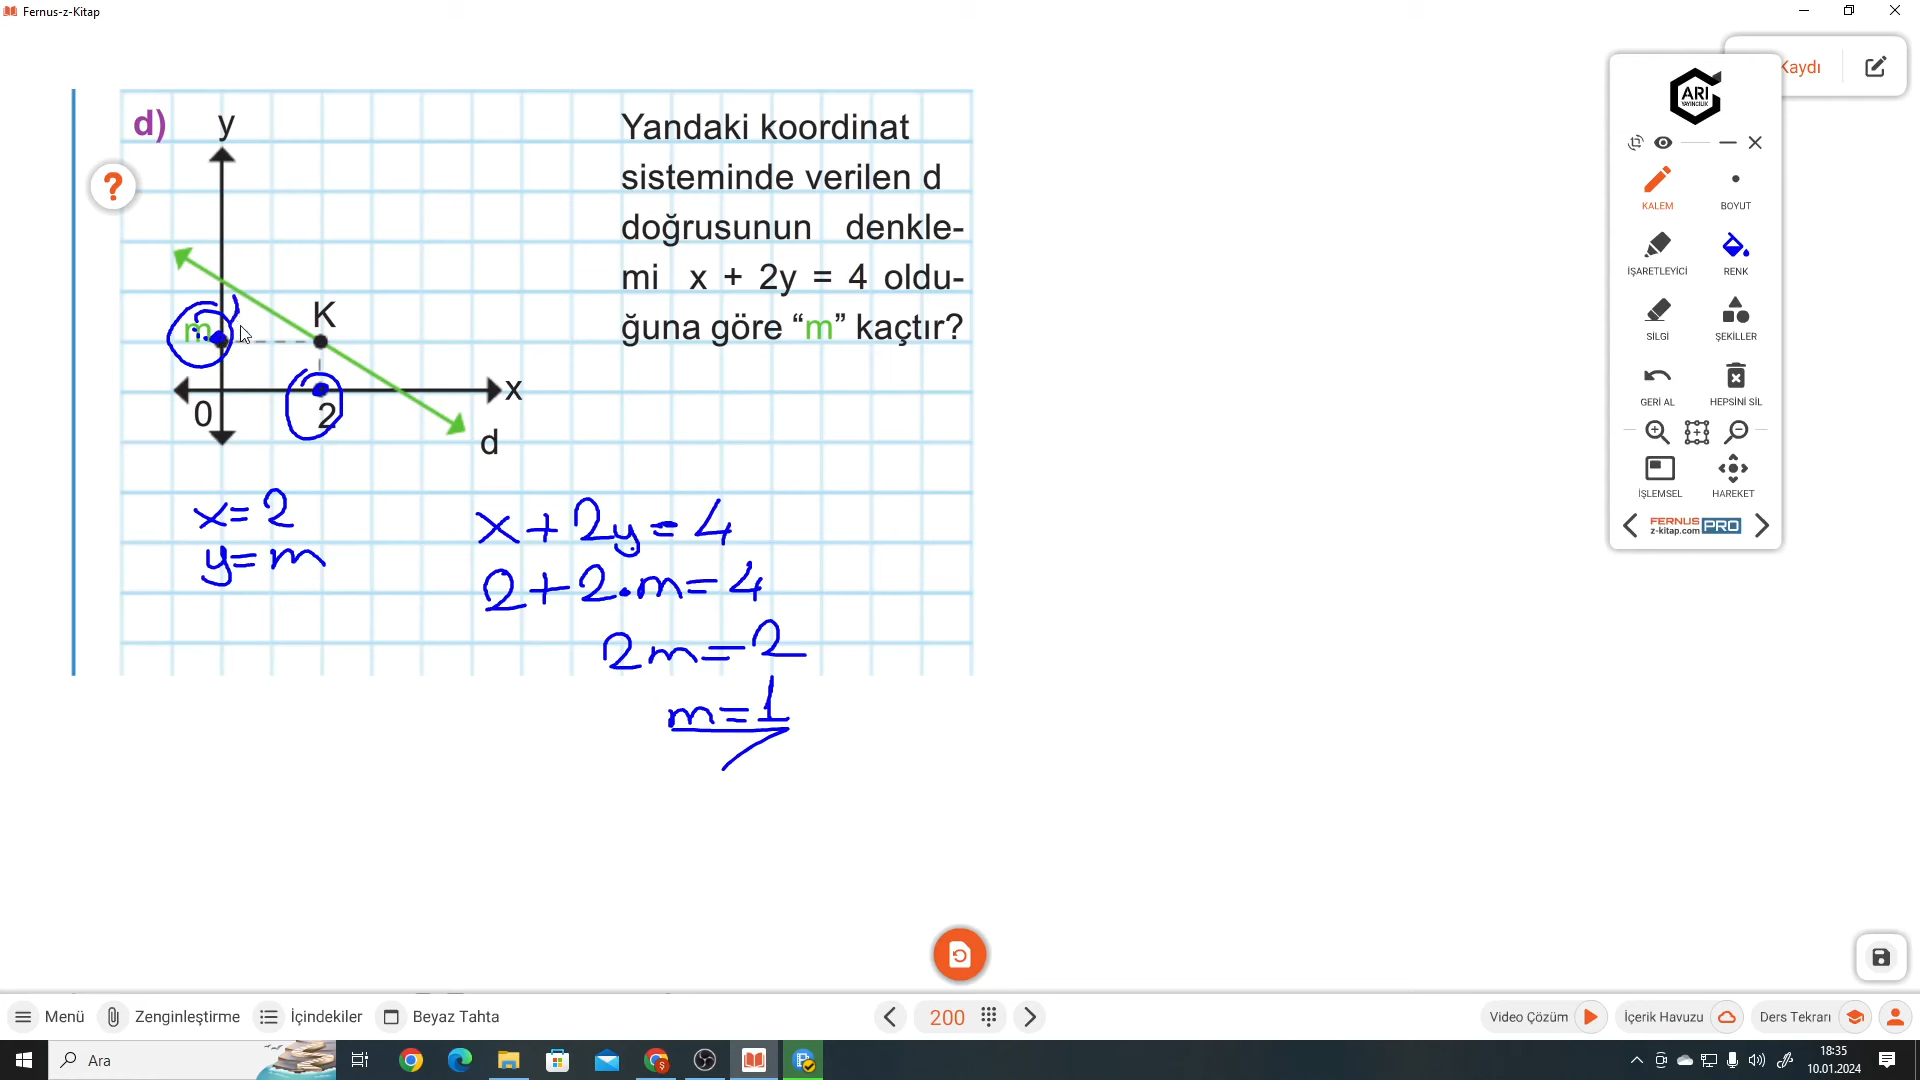 Fernus-z-Kitap
Kaydı
ARI
YAYINCILIK
KALEM
BOYUT
İŞARETLEYİCİ
RENK
SİLGİ
ŞEKİLLER
GERİ AL
HEPSİNİ SİL
İŞLEMSEL
HAREKET
FERNUS
z-kitap.com
PRO
d)
y
?
m
K
0
2
x
d
Yandaki koordinat
sisteminde verilen d
doğrusunun denkle-
mi x + 2y = 4 oldu-
ğuna göre “m” kaçtır?
x=2
y=m
x+2y=4
2+2.m=4
2m=2
m=1
Menü
Zenginleştirme
İçindekiler
Beyaz Tahta
200
Video Çözüm
İçerik Havuzu
Ders Tekrarı
Ara
18:35
10.01.2024